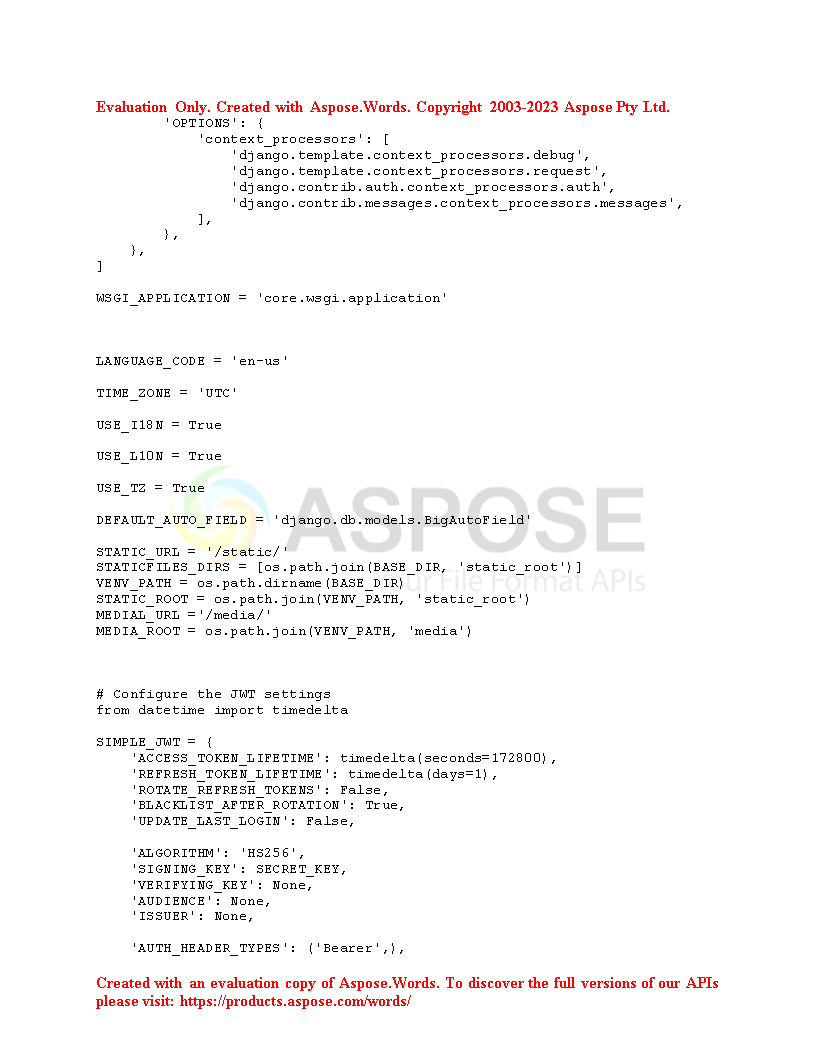 Evaluation Only. Created with Aspose.Words. Copyright 2003-2023 Aspose Pty Ltd.
        'OPTIONS': {
            'context_processors': [
                'django.template.context_processors.debug',
                'django.template.context_processors.request',
                'django.contrib.auth.context_processors.auth',
                'django.contrib.messages.context_processors.messages',
            ],
        },
    },
]
WSGI_APPLICATION = 'core.wsgi.application'
LANGUAGE_CODE = 'en-us'
TIME_ZONE = 'UTC'
USE_I18N = True
USE_L10N = True
USE_TZ = True
ASPOSE
DEFAULT_AUTO_FIELD = 'django.db.models.BigAutoField'
STATIC_URL = '/static/'
STATICFILES_DIRS = [os.path.join(BASE_DIR, 'static_root')]
VENV_PATH = os.path.dirname(BASE_DIR)
File Format APIs
STATIC_ROOT = os.path.join(VENV_PATH, 'static_root')
MEDIAL_URL ='/media/'
MEDIA_ROOT = os.path.join(VENV_PATH, 'media')
# Configure the JWT settings
from datetime import timedelta
SIMPLE_JWT = {
    'ACCESS_TOKEN_LIFETIME': timedelta(seconds=172800),
    'REFRESH_TOKEN_LIFETIME': timedelta(days=1),
    'ROTATE_REFRESH_TOKENS': False,
    'BLACKLIST_AFTER_ROTATION': True,
    'UPDATE_LAST_LOGIN': False,
    'ALGORITHM': 'HS256',
    'SIGNING_KEY': SECRET_KEY,
    'VERIFYING_KEY': None,
    'AUDIENCE': None,
    'ISSUER': None,
    'AUTH_HEADER_TYPES': ('Bearer',),
Created with an evaluation copy of Aspose.Words. To discover the full versions of our APIs
please visit: https://products.aspose.com/words/